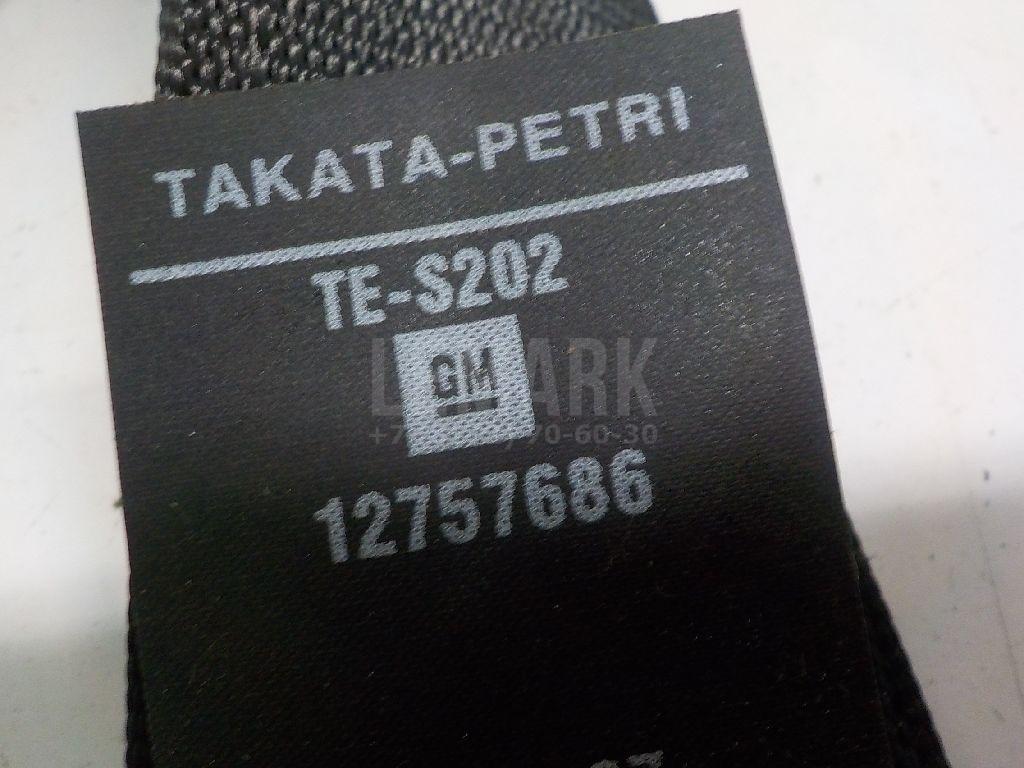 TAKATA-PETRI
TE-S202
GM
12757686